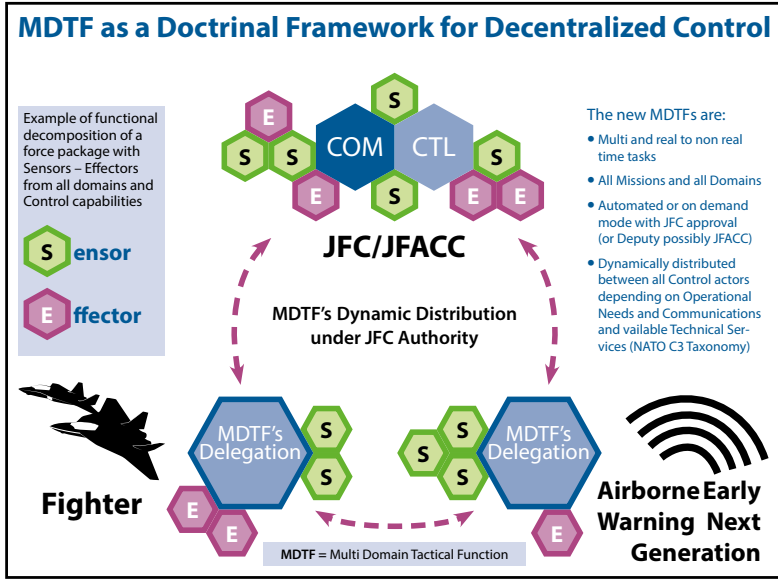 MDTF as a Doctrinal Framework for Decentralized Control
Example of functional
decomposition of a
force package with
Sensors – Effectors
from all domains and
Control capabilities
S ensor
E ffector
E
S
S
S
COM
CTL
S
E
S
E
E
S
JFC/JFACC
The new MDTFs are:
• Multi and real to non real
time tasks
• All Missions and all Domains
• Automated or on demand
mode with JFC approval
(or Deputy possibly JFACC)
• Dynamically distributed
between all Control actors
depending on Operational
Needs and Communications
and vailable Technical Ser-
vices (NATO C3 Taxonomy)
MDTF's Dynamic Distribution
under JFC Authority
MDTF's
Delegation
S
S
E
E
Fighter
S
S
S
MDTF's
Delegation
E
Airborne Early
Warning Next
Generation
MDTF = Multi Domain Tactical Function